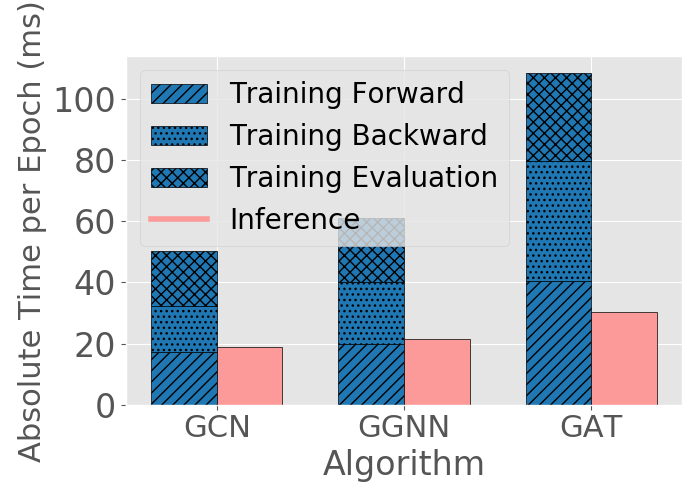 Absolute Time per Epoch (ms)
100
80
60
40
20
0
Training Forward
Training Backward
Training Evaluation
Inference
GCN
GGNN
GAT
Algorithm